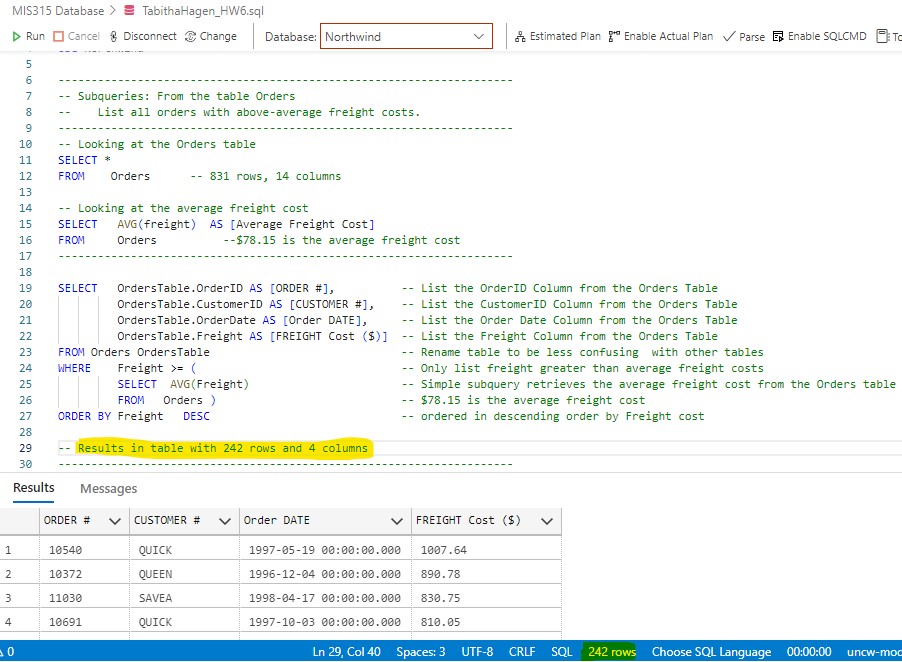 MIS315 Database > TabithaHagen_HW6.sql
Run Cancel Disconnect Change Database: Northwind Estimated Plan Enable Actual Plan Parse Enable SQLCMD To
5
6 ---------------------------------------------------------------------
7 -- Subqueries: From the table Orders
8 --    List all orders with above-average freight costs.
9 ---------------------------------------------------------------------
10 -- Looking at the Orders table
11 SELECT *
12 FROM    Orders      -- 831 rows, 14 columns
13
14 -- Looking at the average freight cost
15 SELECT   AVG(freight)  AS [Average Freight Cost]
16 FROM     Orders          --$78.15 is the average freight cost
17 ---------------------------------------------------------------------
18
19 SELECT   OrdersTable.OrderID AS [ORDER #],          -- List the OrderID Column from the Orders Table
20          OrdersTable.CustomerID AS [CUSTOMER #],    -- List the CustomerID Column from the Orders Table
21          OrdersTable.OrderDate AS [Order DATE],     -- List the Order Date Column from the Orders Table
22          OrdersTable.Freight AS [FREIGHT Cost ($)]  -- List the Freight Column from the Orders Table
23 FROM Orders OrdersTable                             -- Rename table to be less confusing  with other tables
24 WHERE    Freight >= (                               -- Only list freight greater than average freight costs
25          SELECT  AVG(Freight)                       -- Simple subquery retrieves the average freight cost from the Orders table
26          FROM   Orders )                            -- $78.15 is the average freight cost
27 ORDER BY Freight   DESC                             -- ordered in descending order by Freight cost
28
29 -- Results in table with 242 rows and 4 columns
30 ---------------------------------------------------------------------
Results Messages
ORDER # CUSTOMER # Order DATE FREIGHT Cost ($)
1 10540 QUICK 1997-05-19 00:00:00.000 1007.64
2 10372 QUEEN 1996-12-04 00:00:00.000 890.78
3 11030 SAVEA 1998-04-17 00:00:00.000 830.75
4 10691 QUICK 1997-10-03 00:00:00.000 810.05
0 Ln 29, Col 40 Spaces: 3 UTF-8 CRLF SQL 242 rows Choose SQL Language 00:00:00 uncw-mod